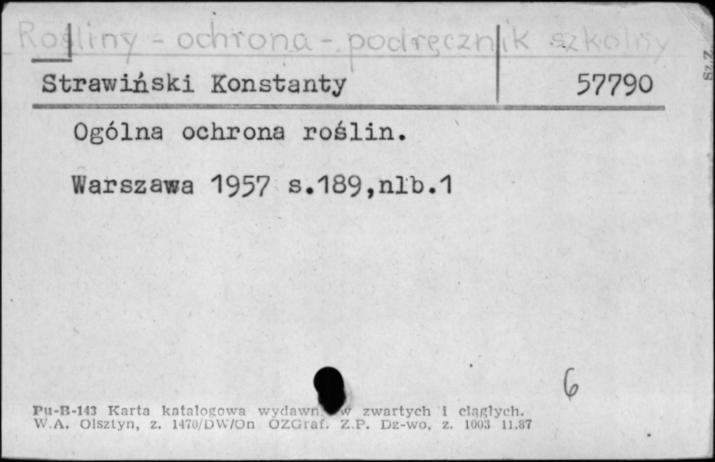 Rośliny - ochrona - podręcznik szkolny
Strawiński Konstanty 57790
Ogólna ochrona roślin.
Warszawa 1957 s.189,nlb.1
6
Pu-B-143 Karta katalogowa wydawn w zwartych i ciągłych.
W.A. Olsztyn, z. 1470/DW/On OZGraf. Z.P. Dz-wo, z. 1003 11.87